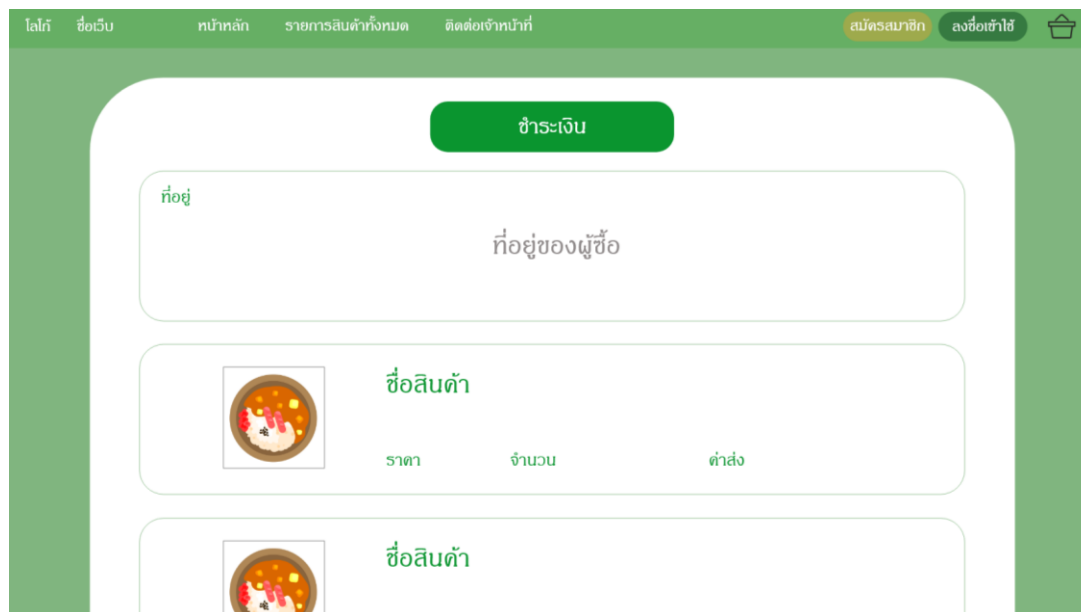 โลโก้ ชื่อเว็บ หน้าหลัก รายการสินค้าทั้งหมด ติดต่อเจ้าหน้าที่ สมัครสมาชิก ลงชื่อเข้าใช้
ชำระเงิน
ที่อยู่
ที่อยู่ของผู้ซื้อ
ชื่อสินค้า
ราคา จำนวน ค่าส่ง
ชื่อสินค้า